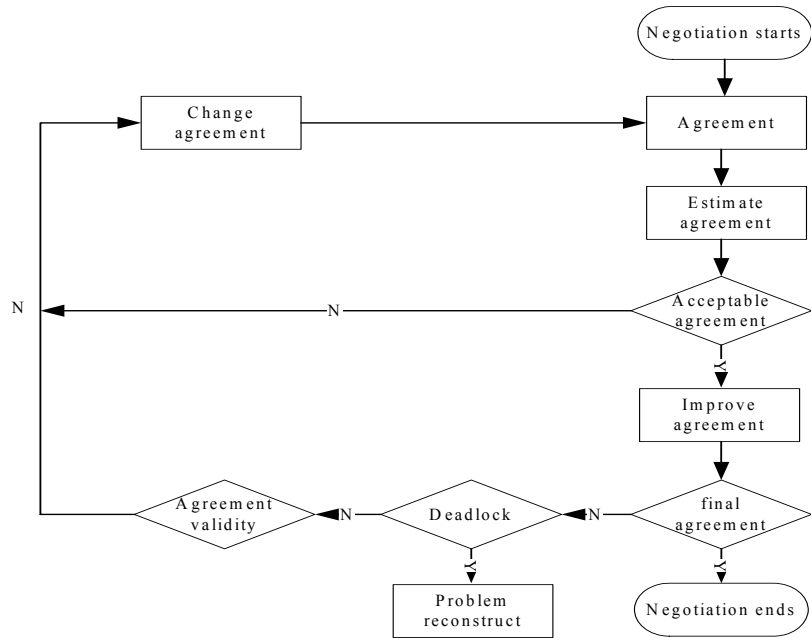 Negotiation starts
Change
agreement
Agreement
Estimate
agreement
N
N
Acceptable
agreement
Y
Improve
agreement
Agreement
validity
N
Deadlock
N
final
agreement
Y
Y
Problem
reconstruct
Negotiation ends